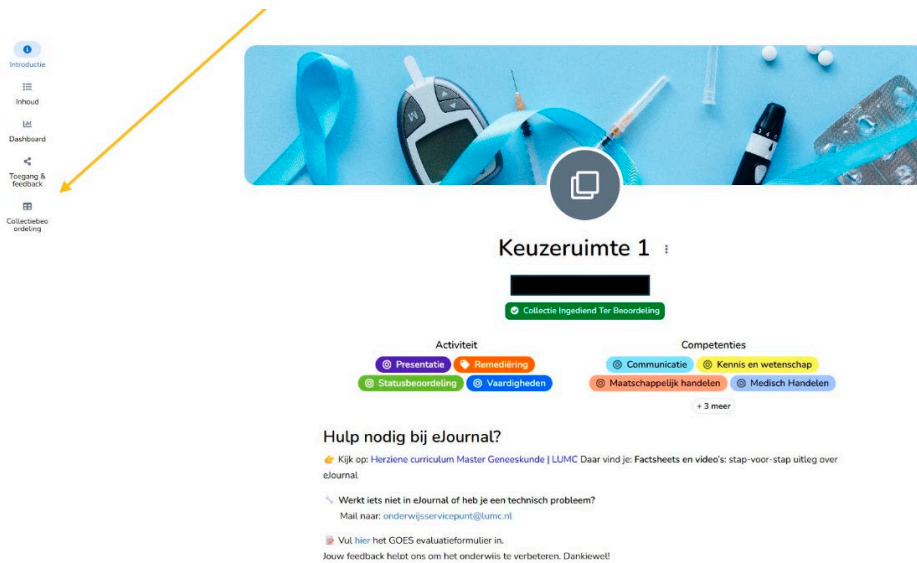 Introductie
Inhoud
Dashboard
Toegang &
feedback
Collectiebeo
ordeling
Keuzeruimte 1
Collectie Ingediend Ter Beoordeling
Activiteit
Presentatie
Remediëring
Statusbeoordeling
Vaardigheden
Competenties
Communicatie
Kennis en wetenschap
Maatschappelijk handelen
Medisch Handelen
+ 3 meer
Hulp nodig bij eJournal?
Kijk op: Herziene curriculum Master Geneeskunde | LUMC Daar vind je: Factsheets en video's: stap-voor-stap uitleg over
eJournal
Werkt iets niet in eJournal of heb je een technisch probleem?
Mail naar: onderwijsservicepunt@lumc.nl
Vul hier het GOES evaluatieformulier in.
Jouw feedback helpt ons om het onderwijs te verbeteren. Dankjewel!